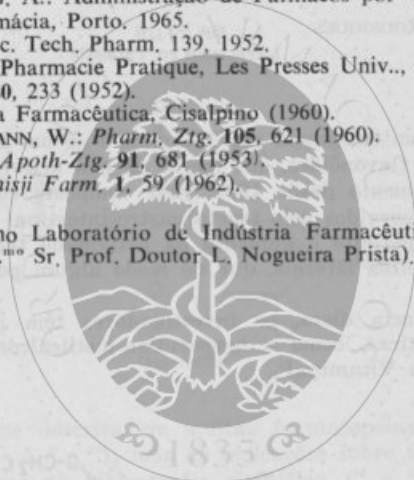 A.: Administração de Fármacos por
mácia, Porto, 1965.
c. Tech. Pharm. 139, 1952.
Pharmacie Pratique, Les Presses Univ..,
0, 233 (1952).
a Farmacêutica, Cisalpino (1960).
ANN, W.: Pharm. Ztg. 105, 621 (1960).
Apoth-Ztg. 91, 681 (1953).
nisji Farm. 1, 59 (1962).
no Laboratório de Indústria Farmacêuti
.mo Sr. Prof. Doutor L. Nogueira Prista)
1835